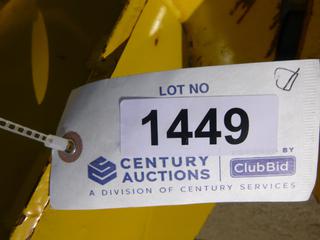 LOT NO
1449
BY
CENTURY AUCTIONS
ClubBid
A DIVISION OF CENTURY SERVICES